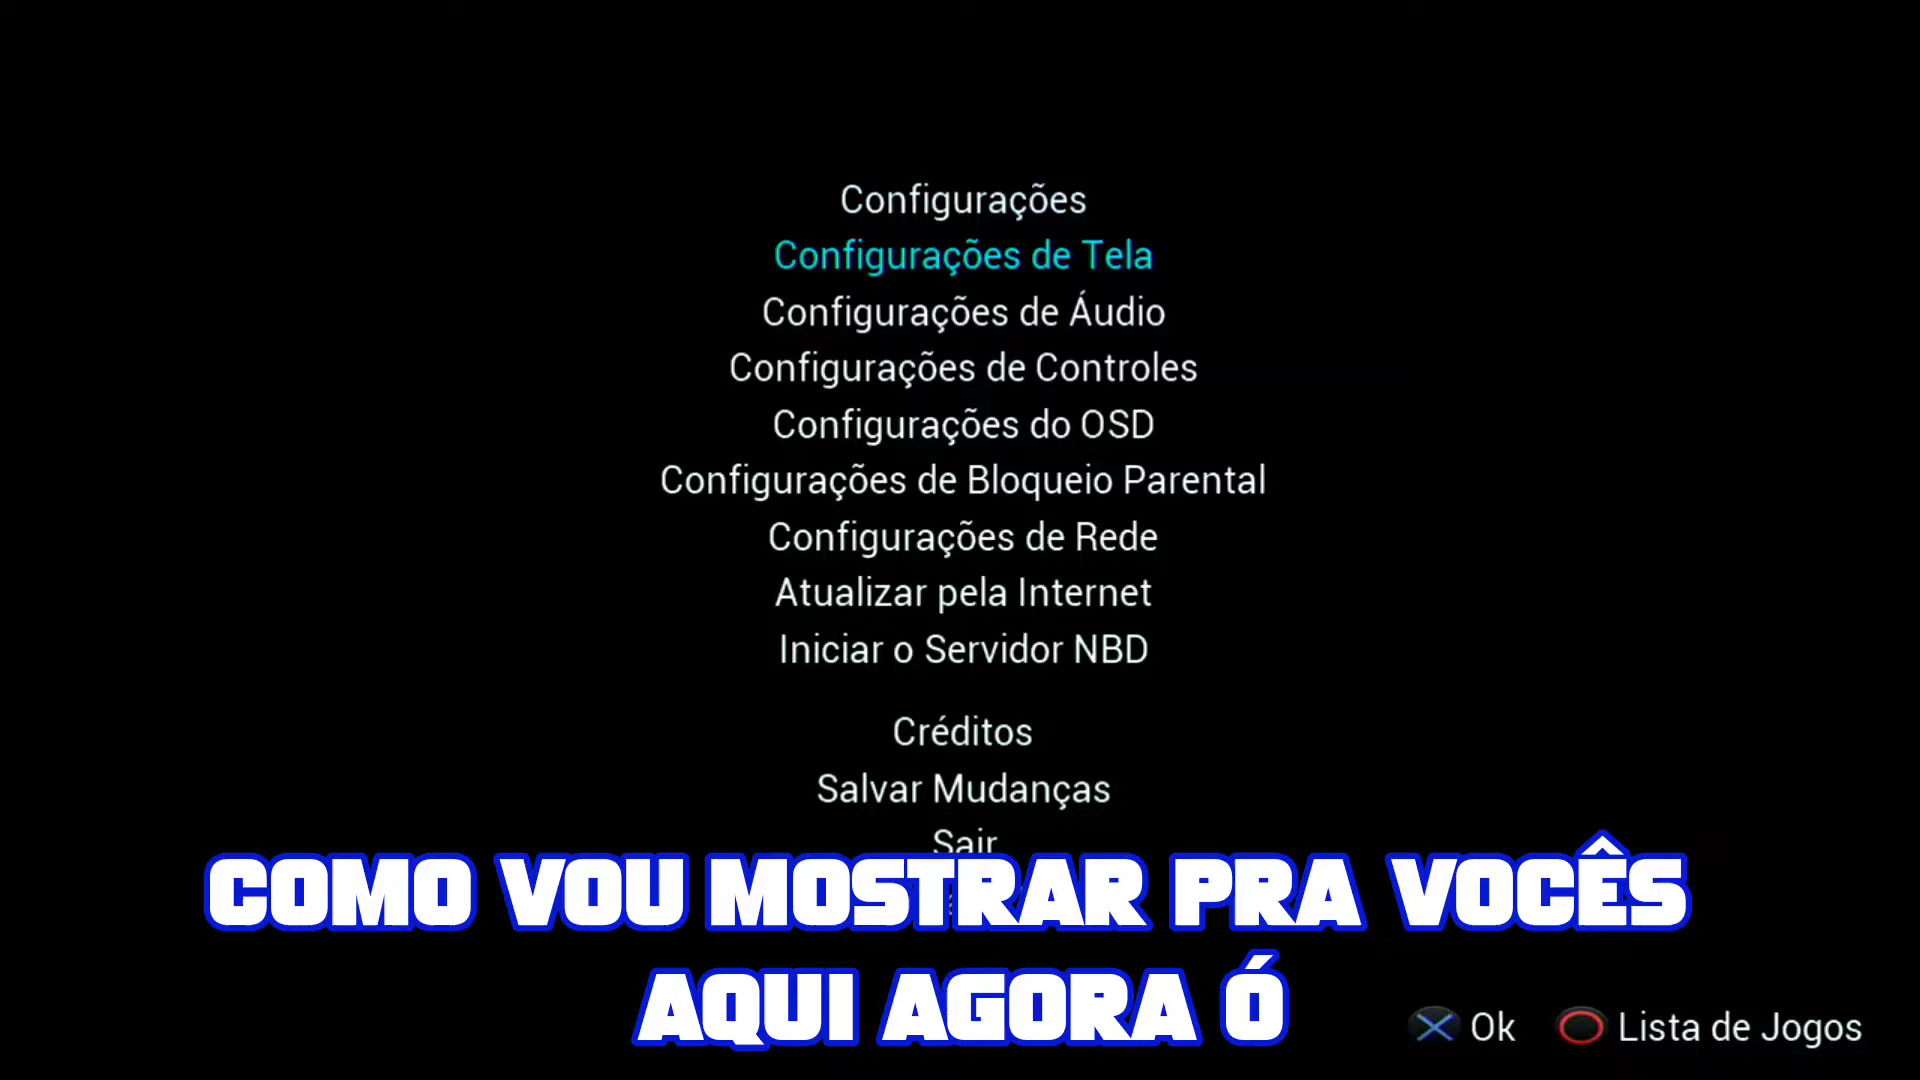 Configurações
Configurações de Tela
Configurações de Áudio
Configurações de Controles
Configurações do OSD
Configurações de Bloqueio Parental
Configurações de Rede
Atualizar pela Internet
Iniciar o Servidor NBD
Créditos
Salvar Mudanças
Sair
COMO VOU MOSTRAR PRA VOCÊS
AQUI AGORA Ó
Ok Lista de Jogos